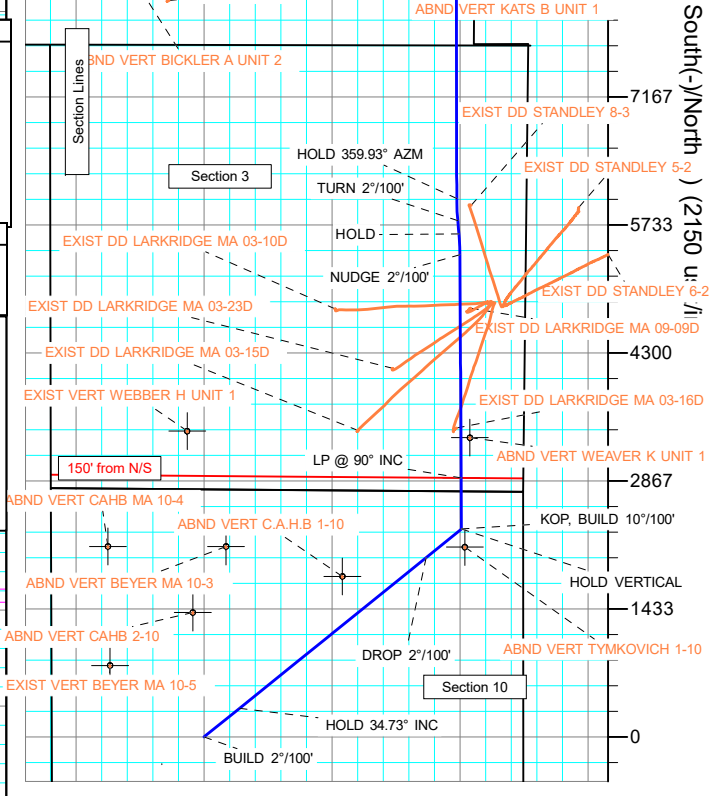 ABND VERT KATS B UNIT 1
BND VERT BICKLER A UNIT 2
Section Lines
7167
South(-)/North
) (2150 u
/i
EXIST DD STANDLEY 8-3
HOLD 359.93° AZM
EXIST DD STANDLEY 5-2
Section 3
TURN 2°/100'
5733
HOLD
EXIST DD LARKRIDGE MA 03-10D
NUDGE 2°/100'
EXIST DD STANDLEY 6-2
EXIST DD LARKRIDGE MA 03-23D
EXIST DD LARKRIDGE MA 09-09D
EXIST DD LARKRIDGE MA 03-15D
4300
EXIST VERT WEBBER H UNIT 1
EXIST DD LARKRIDGE MA 03-16D
LP @ 90° INC
ABND VERT WEAVER K UNIT 1
150' from N/S
2867
ABND VERT CAHB MA 10-4
ABND VERT C.A.H.B 1-10
KOP, BUILD 10°/100'
ABND VERT BEYER MA 10-3
HOLD VERTICAL
1433
ABND VERT CAHB 2-10
DROP 2°/100'
ABND VERT TYMKOVICH 1-10
EXIST VERT BEYER MA 10-5
Section 10
HOLD 34.73° INC
0
BUILD 2°/100'